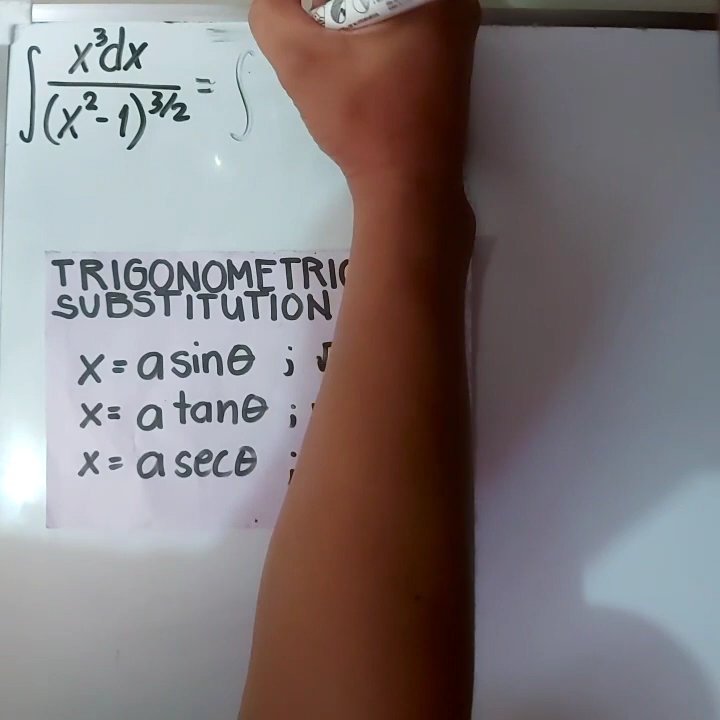 ∫ x³dx / (x²-1)^3/2 = ∫
TRIGONOMETRIC
SUBSTITUTION
x = a sinθ ; √
x = a tanθ ;
x = a secθ ;